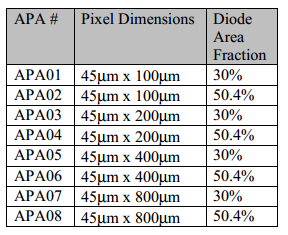 APA # Pixel Dimensions Diode
Area
Fraction
APA01 45µm x 100µm 30%
APA02 45µm x 100µm 50.4%
APA03 45µm x 200µm 30%
APA04 45µm x 200µm 50.4%
APA05 45µm x 400µm 30%
APA06 45µm x 400µm 50.4%
APA07 45µm x 800µm 30%
APA08 45µm x 800µm 50.4%